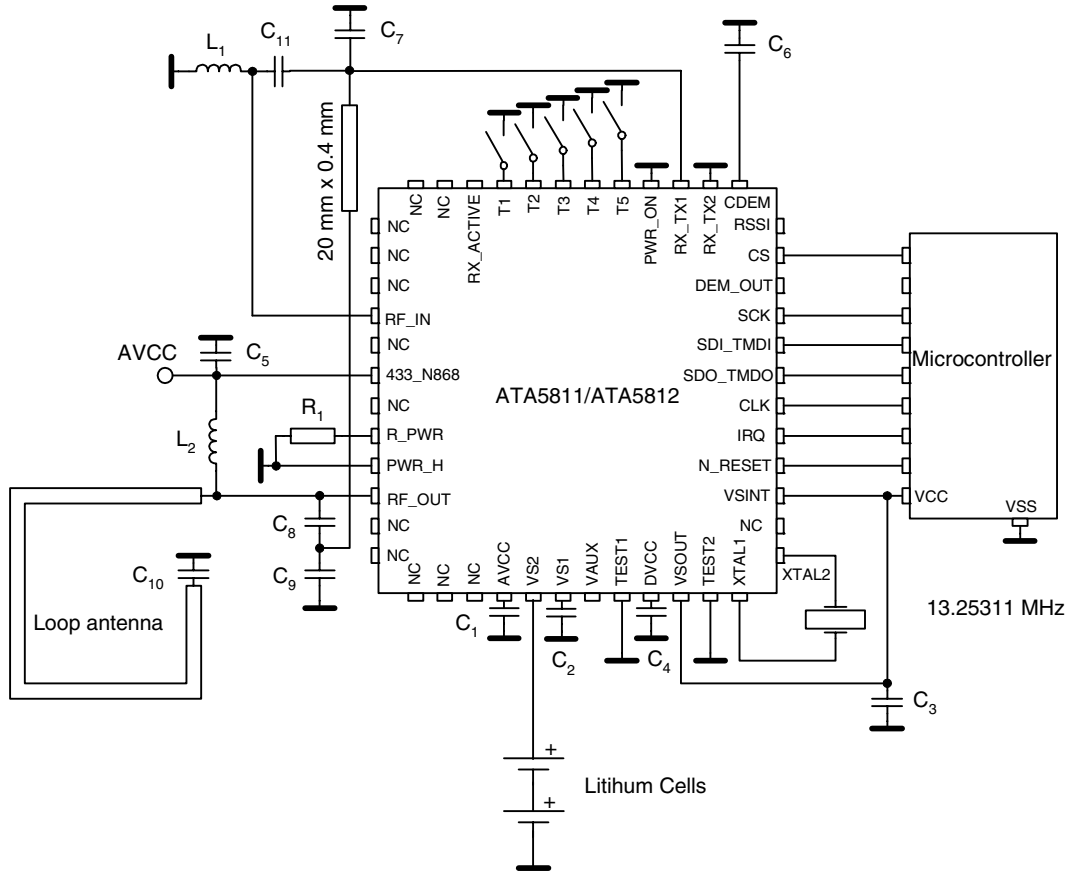 C7
C6
L1
C11
20 mm x 0.4 mm
NC
NC
RX_ACTIVE
T1
T2
T3
T4
T5
PWR_ON
RX_TX1
RX_TX2
CDEM
NC
NC
NC
RF_IN
NC
433_N868
NC
R_PWR
PWR_H
RF_OUT
NC
NC
RSSI
CS
DEM_OUT
SCK
SDI_TMDI
SDO_TMDO
CLK
IRQ
N_RESET
VSINT
NC
XTAL2
ATA5811/ATA5812
Microcontroller
VCC
VSS
AVCC
C5
R1
L2
C8
C9
C10
Loop antenna
NC
NC
NC
AVCC
VS2
VS1
VAUX
TEST1
DVCC
VSOUT
TEST2
XTAL1
C1
C2
C4
13.25311 MHz
C3
+
Litihum Cells
+